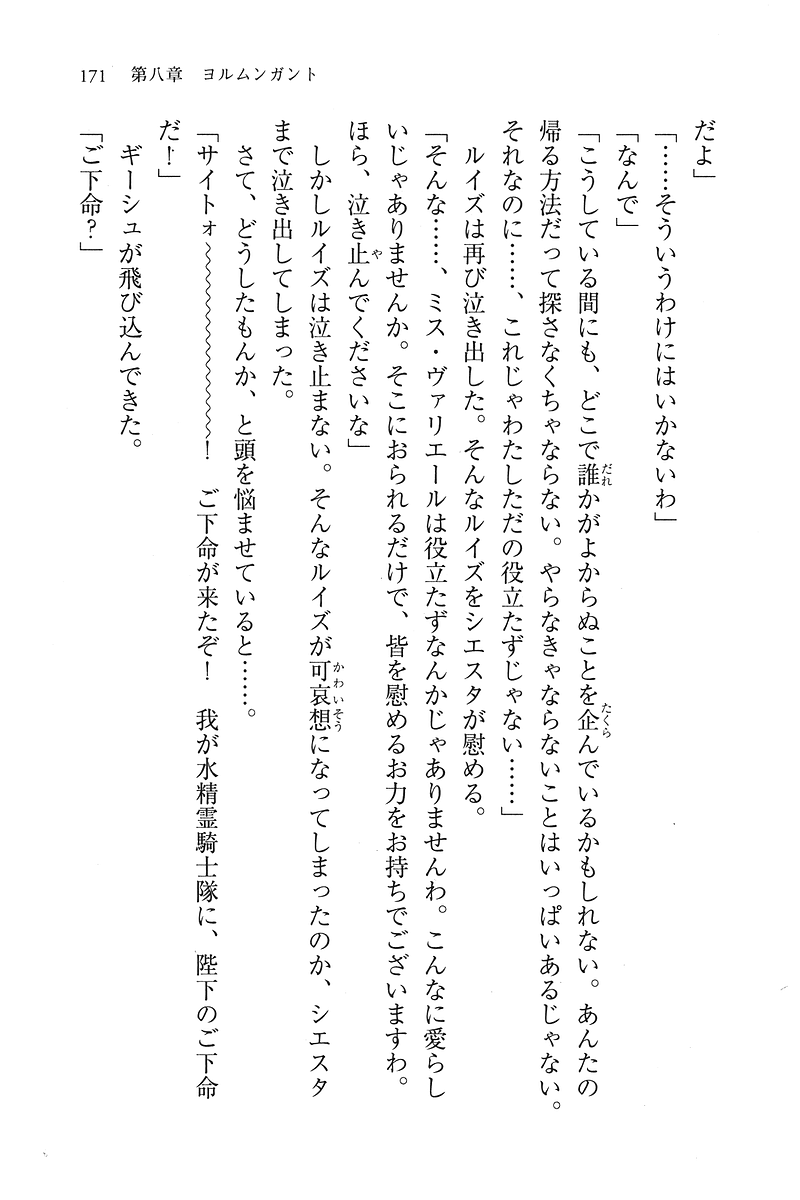 171　第八章　ヨルムンガント
だよ」
「……そういうわけにはいかないわ」
「なんで」
「こうしている間にも、どこで誰かがよからぬことを企んでいるかもしれない。あんたの
帰る方法だって探さなくちゃならない。やらなきゃならないことはいっぱいあるじゃない。
それなのに……、これじゃわたしただの役立たずじゃない……」
　ルイズは再び泣き出した。そんなルイズをシエスタが慰める。
「そんな……、ミス・ヴァリエールは役立たずなんかじゃありませんわ。こんなに愛らし
いじゃありませんか。そこにおられるだけで、皆を慰めるお力をお持ちでございますわ。
ほら、泣き止んでくださいな」
　しかしルイズは泣き止まない。そんなルイズが可哀想になってしまったのか、シエスタ
まで泣き出してしまった。
　さて、どうしたもんか、と頭を悩ませていると……。
「サイトォ〜〜〜〜〜〜〜〜！　ご下命が来たぞ！　我が水精霊騎士隊に、陛下のご下命
だ！」
　ギーシュが飛び込んできた。
「ご下命？」